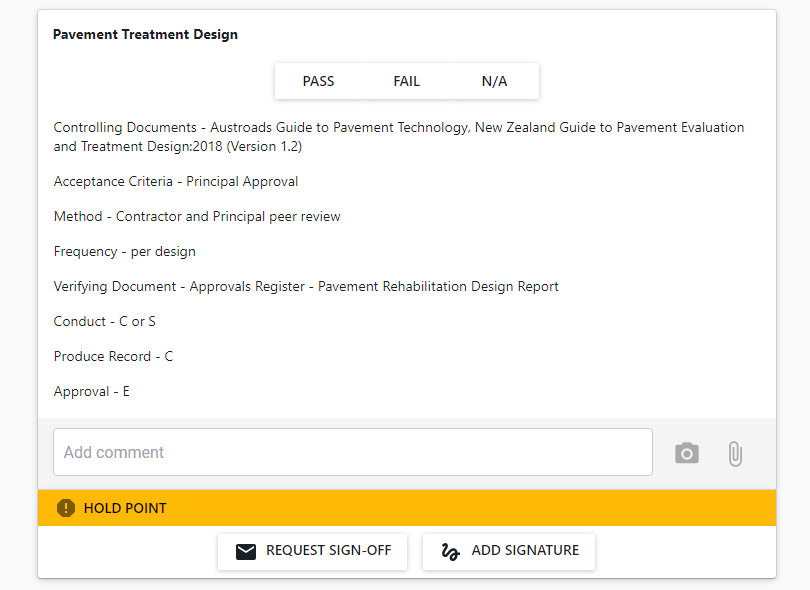 Pavement Treatment Design
PASS FAIL N/A
Controlling Documents - Austroads Guide to Pavement Technology, New Zealand Guide to Pavement Evaluation
and Treatment Design:2018 (Version 1.2)
Acceptance Criteria - Principal Approval
Method - Contractor and Principal peer review
Frequency - per design
Verifying Document - Approvals Register - Pavement Rehabilitation Design Report
Conduct - C or S
Produce Record - C
Approval - E
Add comment
HOLD POINT
REQUEST SIGN-OFF ADD SIGNATURE